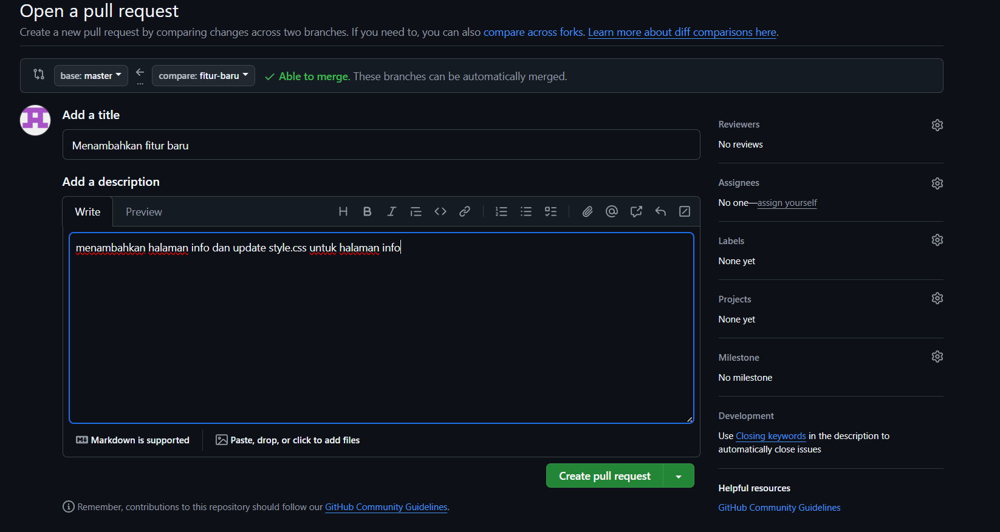 Open a pull request
Create a new pull request by comparing changes across two branches. If you need to, you can also compare across forks. Learn more about diff comparisons here.
base: master
...
compare: fitur-baru
Able to merge. These branches can be automatically merged.
Add a title
Menambahkan fitur baru
Add a description
Write
Preview
menambahkan halaman info dan update style.css untuk halaman info
Markdown is supported
Paste, drop, or click to add files
Create pull request
Remember, contributions to this repository should follow our GitHub Community Guidelines.
Reviewers
No reviews
Assignees
No one—assign yourself
Labels
None yet
Projects
None yet
Milestone
No milestone
Development
Use Closing keywords in the description to
automatically close issues
Helpful resources
GitHub Community Guidelines